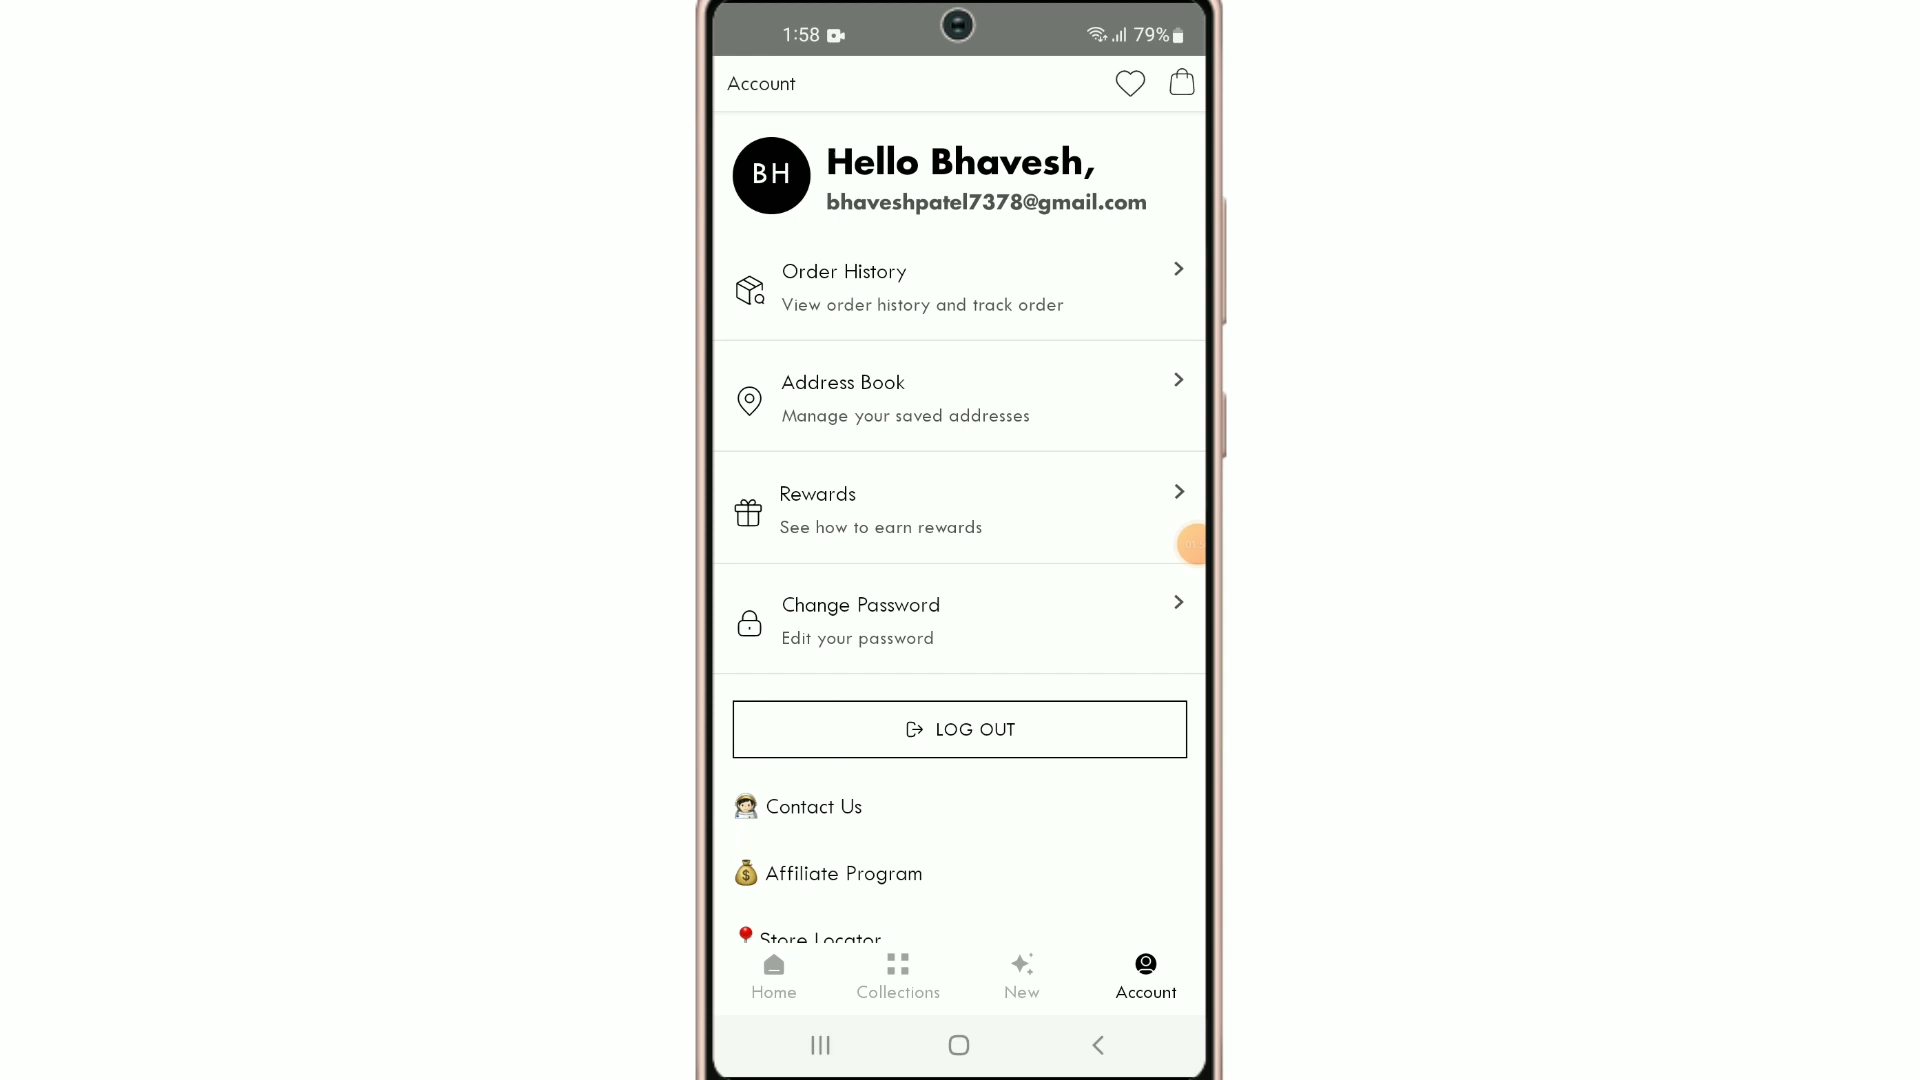 1:58
79%
Account
BH
Hello Bhavesh,
bhaveshpatel7378@gmail.com
Order History
View order history and track order
Address Book
Manage your saved addresses
Rewards
See how to earn rewards
Change Password
Edit your password
LOG OUT
Contact Us
Affiliate Program
Store Locator
Home
Collections
New
Account